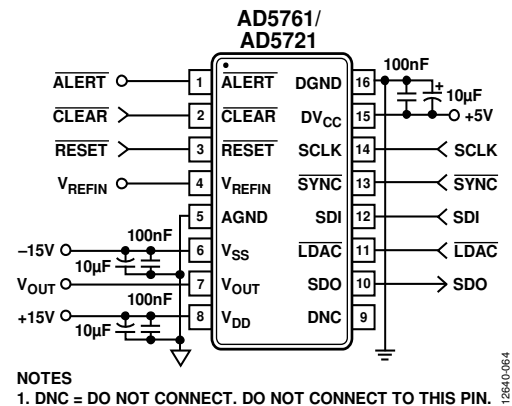 AD5761/
AD5721
100nF
ALERT 1 ALERT DGND 16
10µF
+
CLEAR 2 CLEAR DVCC 15 +5V
RESET 3 RESET SCLK 14 SCLK
VREFIN 4 VREFIN SYNC 13 SYNC
5 AGND SDI 12 SDI
100nF
–15V 6 VSS LDAC 11 LDAC
10µF
VOUT 7 VOUT SDO 10 SDO
100nF
+15V 8 VDD DNC 9
10µF
NOTES
1. DNC = DO NOT CONNECT. DO NOT CONNECT TO THIS PIN.
12640-064